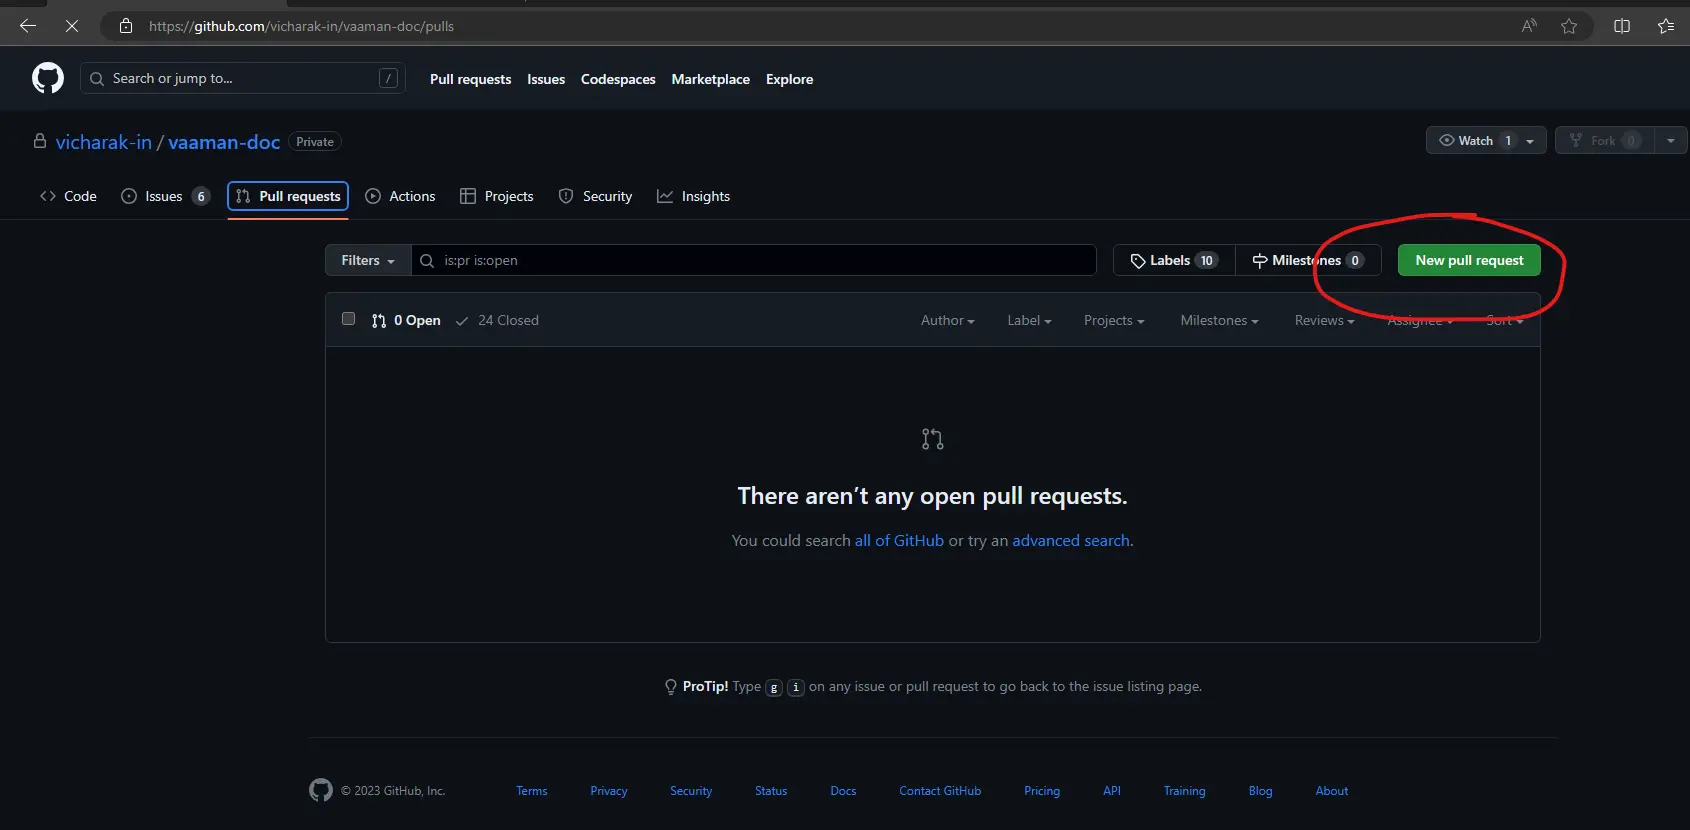 https://github.com/vicharak-in/vaaman-doc/pulls
Search or jump to... / Pull requests Issues Codespaces Marketplace Explore
vicharak-in / vaaman-doc Private Watch 1 Fork 0
Code Issues 6 Pull requests Actions Projects Security Insights
Filters is:pr is:open Labels 10 Milestones 0 New pull request
0 Open 24 Closed Author Label Projects Milestones Reviews Assignee Sort
There aren’t any open pull requests.
You could search all of GitHub or try an advanced search.
ProTip! Type g i on any issue or pull request to go back to the issue listing page.
© 2023 GitHub, Inc. Terms Privacy Security Status Docs Contact GitHub Pricing API Training Blog About